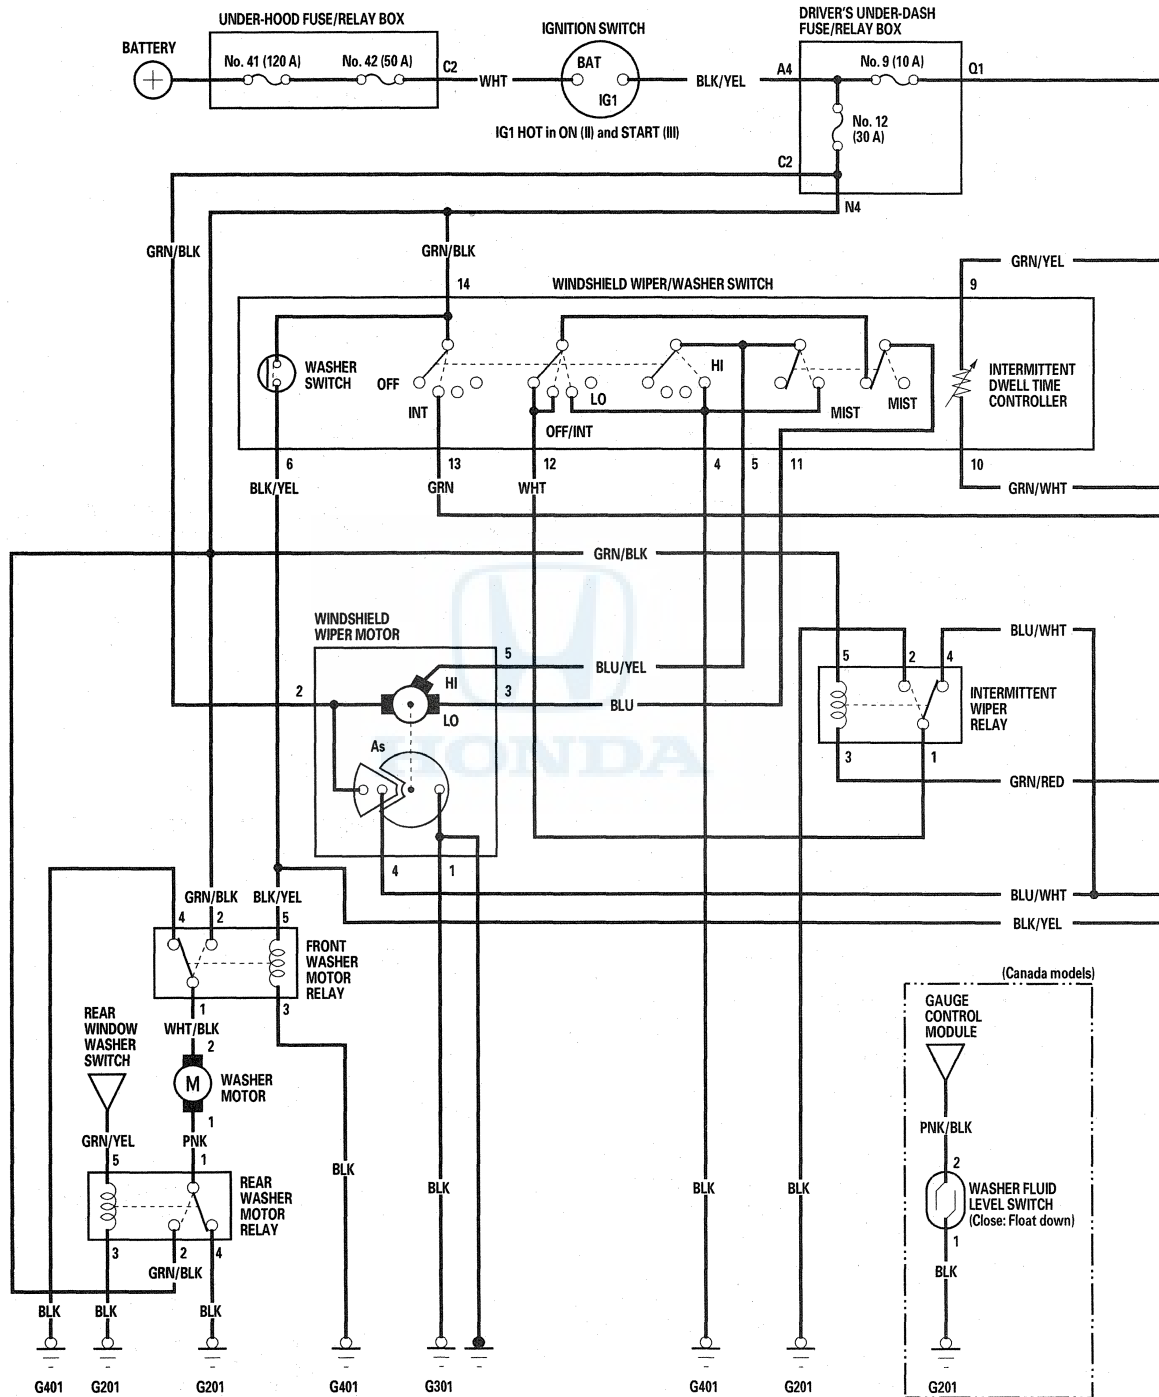 UNDER-HOOD FUSE/RELAY BOX
BATTERY
No. 41 (120 A)
No. 42 (50 A)
C2
WHT
IGNITION SWITCH
BAT
IG1
IG1 HOT in ON (II) and START (III)
BLK/YEL
A4
DRIVER'S UNDER-DASH
FUSE/RELAY BOX
No. 9 (10 A)
Q1
No. 12
(30 A)
C2
N4
GRN/BLK
GRN/BLK
14
WINDSHIELD WIPER/WASHER SWITCH
9
GRN/YEL
WASHER
SWITCH
OFF
INT
LO
OFF/INT
HI
MIST
MIST
INTERMITTENT
DWELL TIME
CONTROLLER
6
13
12
4
5
11
10
BLK/YEL
GRN
WHT
GRN/WHT
GRN/BLK
HONDA
WINDSHIELD
WIPER MOTOR
5
BLU/YEL
HI
2
3
BLU
LO
As
4
1
BLU/WHT
5
2
4
INTERMITTENT
WIPER
RELAY
3
1
GRN/RED
BLU/WHT
BLK/YEL
GRN/BLK
BLK/YEL
4
2
5
FRONT
WASHER
MOTOR
RELAY
1
3
REAR
WINDOW
WASHER
SWITCH
WHT/BLK
2
M
WASHER
MOTOR
1
GRN/YEL
PNK
5
1
REAR
WASHER
MOTOR
RELAY
3
2
4
GRN/BLK
(Canada models)
GAUGE
CONTROL
MODULE
PNK/BLK
2
WASHER FLUID
LEVEL SWITCH
(Close: Float down)
1
BLK
BLK
BLK
BLK
BLK
BLK
BLK
BLK
BLK
G401
G201
G201
G401
G301
G401
G201
G201